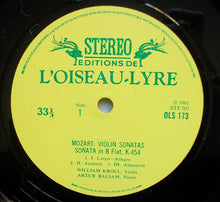 STEREO
EDITIONS DE
L'OISEAU-LYRE
33⅓
Side
1
℗ 1962
ZTT 503
OLS 173
MOZART: VIOLIN SONATAS
SONATA in B Flat, K.454
1. I. Largo—Allegro
2. II. Andante 3. III. Allegretto
WILLIAM KROLL, Violin
ARTUR BALSAM, Piano